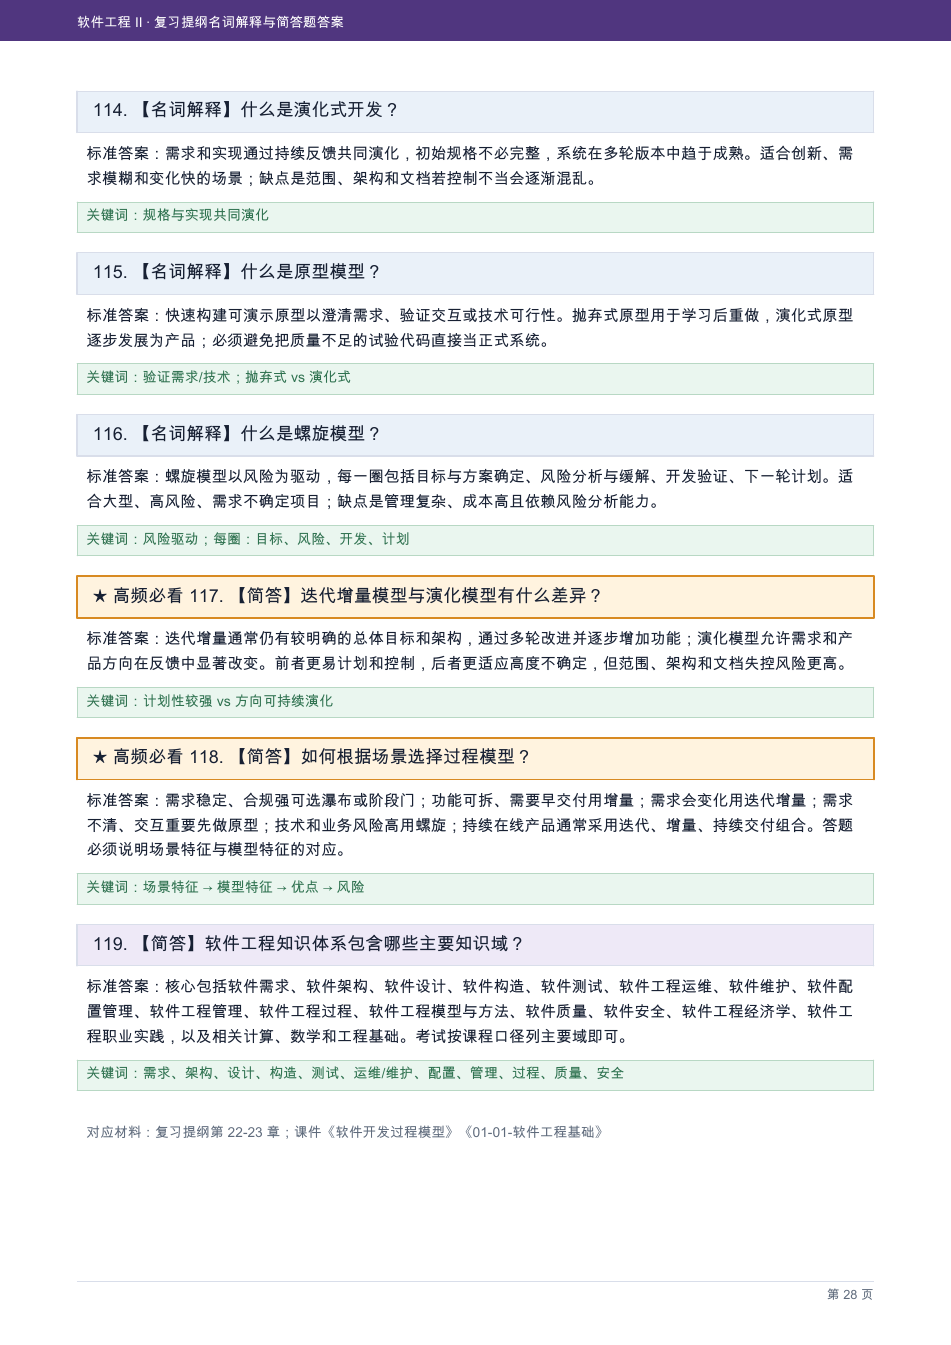 软件工程 II · 复习提纲名词解释与简答题答案
114. 【名词解释】什么是演化式开发？
标准答案：需求和实现通过持续反馈共同演化，初始规格不必完整，系统在多轮版本中趋于成熟。适合创新、需
求模糊和变化快的场景；缺点是范围、架构和文档若控制不当会逐渐混乱。
关键词：规格与实现共同演化
115. 【名词解释】什么是原型模型？
标准答案：快速构建可演示原型以澄清需求、验证交互或技术可行性。抛弃式原型用于学习后重做，演化式原型
逐步发展为产品；必须避免把质量不足的试验代码直接当正式系统。
关键词：验证需求/技术；抛弃式 vs 演化式
116. 【名词解释】什么是螺旋模型？
标准答案：螺旋模型以风险为驱动，每一圈包括目标与方案确定、风险分析与缓解、开发验证、下一轮计划。适
合大型、高风险、需求不确定项目；缺点是管理复杂、成本高且依赖风险分析能力。
关键词：风险驱动；每圈：目标、风险、开发、计划
★ 高频必看 117. 【简答】迭代增量模型与演化模型有什么差异？
标准答案：迭代增量通常仍有较明确的总体目标和架构，通过多轮改进并逐步增加功能；演化模型允许需求和产
品方向在反馈中显著改变。前者更易计划和控制，后者更适应高度不确定，但范围、架构和文档失控风险更高。
关键词：计划性较强 vs 方向可持续演化
★ 高频必看 118. 【简答】如何根据场景选择过程模型？
标准答案：需求稳定、合规强可选瀑布或阶段门；功能可拆、需要早交付用增量；需求会变化用迭代增量；需求
不清、交互重要先做原型；技术和业务风险高用螺旋；持续在线产品通常采用迭代、增量、持续交付组合。答题
必须说明场景特征与模型特征的对应。
关键词：场景特征 → 模型特征 → 优点 → 风险
119. 【简答】软件工程知识体系包含哪些主要知识域？
标准答案：核心包括软件需求、软件架构、软件设计、软件构造、软件测试、软件工程运维、软件维护、软件配
置管理、软件工程管理、软件工程过程、软件工程模型与方法、软件质量、软件安全、软件工程经济学、软件工
程职业实践，以及相关计算、数学和工程基础。考试按课程口径列主要域即可。
关键词：需求、架构、设计、构造、测试、运维/维护、配置、管理、过程、质量、安全
对应材料：复习提纲第 22-23 章；课件《软件开发过程模型》《01-01-软件工程基础》
第 28 页